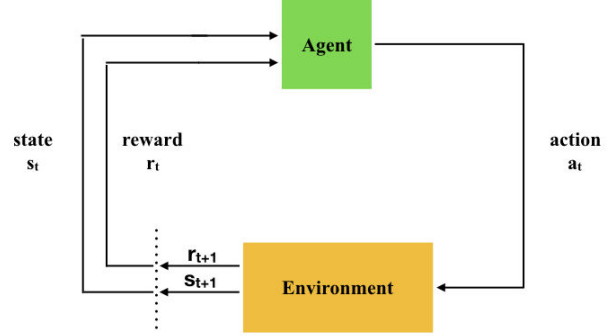 Agent
state
sₜ
reward
rₜ
action
aₜ
rₜ₊₁
sₜ₊₁
Environment